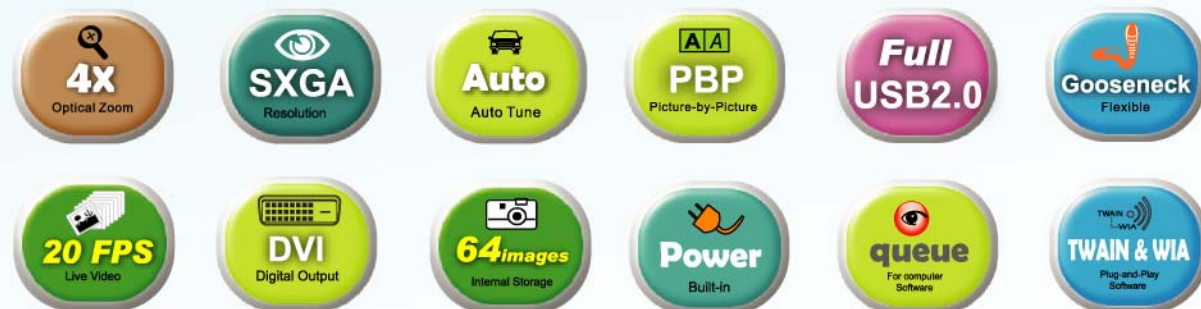 4x
Optical Zoom
SXGA
Resolution
Auto
Auto Tune
A A
PBP
Picture-by-Picture
Full
USB2.0
Gooseneck
Flexible
20 FPS
Live Video
DVI
Digital Output
64images
Internal Storage
Power
Built-in
queue
For computer
Software
TWAIN
WIA
TWAIN & WIA
Plug-and-Play
Software